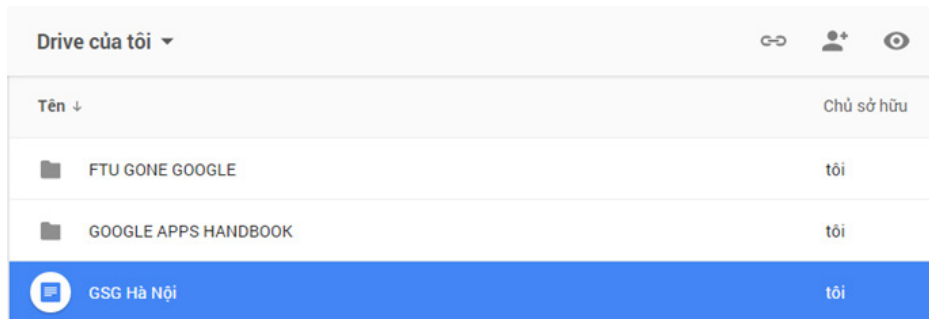 Drive của tôi
Tên Chủ sở hữu
FTU GONE GOOGLE tôi
GOOGLE APPS HANDBOOK tôi
GSG Hà Nội tôi